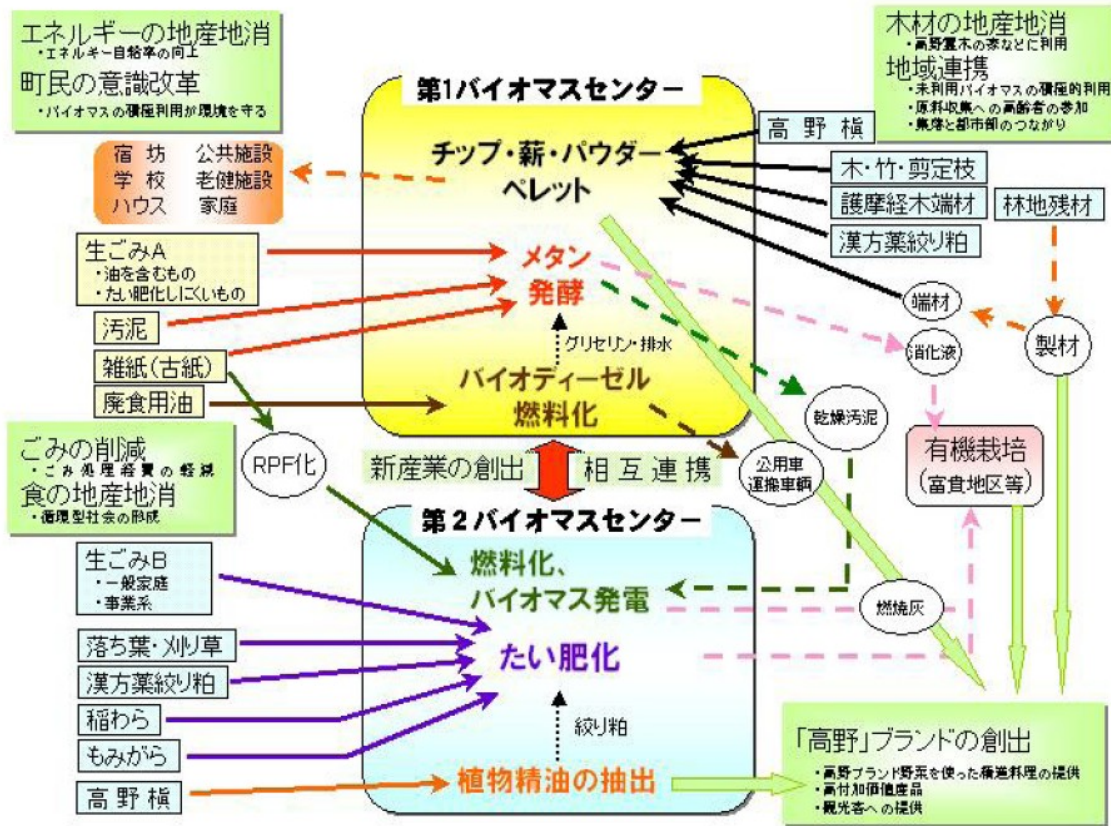 エネルギーの地産地消
・エネルギー自給率の向上
町民の意識改革
・バイオマスの積極利用が環境を守る
木材の地産地消
・高野霊木の家などに利用
地域連携
・未利用バイオマスの積極的利用
・原料収集への高齢者の参加
・集落と都市部のつながり
第1バイオマスセンター
高野槇
チップ・薪・パウダー
ペレット
木・竹・剪定枝
護摩経木端材
林地残材
漢方薬絞り粕
宿坊 公共施設
学校 老健施設
ハウス 家庭
生ごみA
・油を含むもの
・たい肥化しにくいもの
メタン
発酵
汚泥
雑紙(古紙)
廃食用油
グリセリン・排水
バイオディーゼル
燃料化
端材
消化液
製材
乾燥汚泥
公用車
運搬車輌
有機栽培
(富貴地区等)
ごみの削減
・ごみ処理経費の軽減
食の地産地消
・循環型社会の形成
RPF化
新産業の創出
相互連携
第2バイオマスセンター
生ごみB
・一般家庭
・事業系
燃料化、
バイオマス発電
燃焼灰
落ち葉・刈り草
漢方薬絞り粕
稲わら
もみがら
高野槇
たい肥化
絞り粕
植物精油の抽出
「高野」ブランドの創出
・高野ブランド野菜を使った精進料理の提供
・高付加価値産品
・観光客への提供